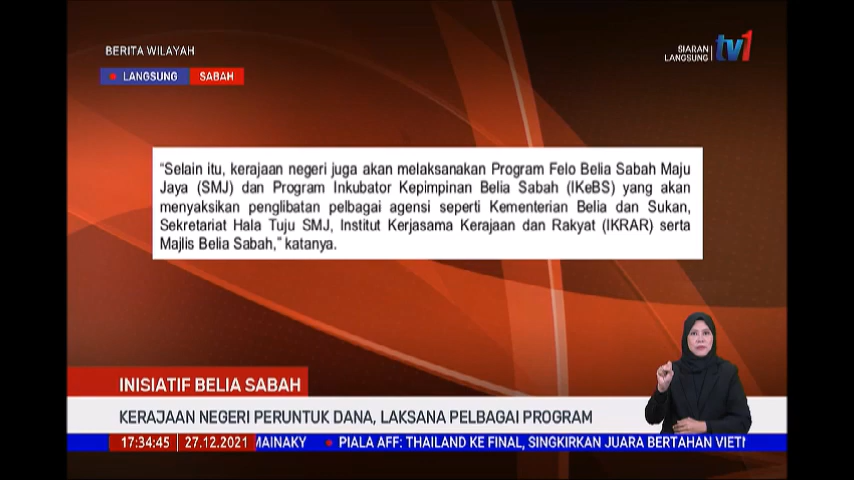 BERITA WILAYAH
LANGSUNG SABAH
SIARAN
LANGSUNG tv1
"Selain itu, kerajaan negeri juga akan melaksanakan Program Felo Belia Sabah Maju
Jaya (SMJ) dan Program Inkubator Kepimpinan Belia Sabah (IKeBS) yang akan
menyaksikan penglibatan pelbagai agensi seperti Kementerian Belia dan Sukan,
Sekretariat Hala Tuju SMJ, Institut Kerjasama Kerajaan dan Rakyat (IKRAR) serta
Majlis Belia Sabah," katanya.
INISIATIF BELIA SABAH
KERAJAAN NEGERI PERUNTUK DANA, LAKSANA PELBAGAI PROGRAM
17:34:45 27.12.2021 MAINAKY • PIALA AFF: THAILAND KE FINAL, SINGKIRKAN JUARA BERTAHAN VIETN